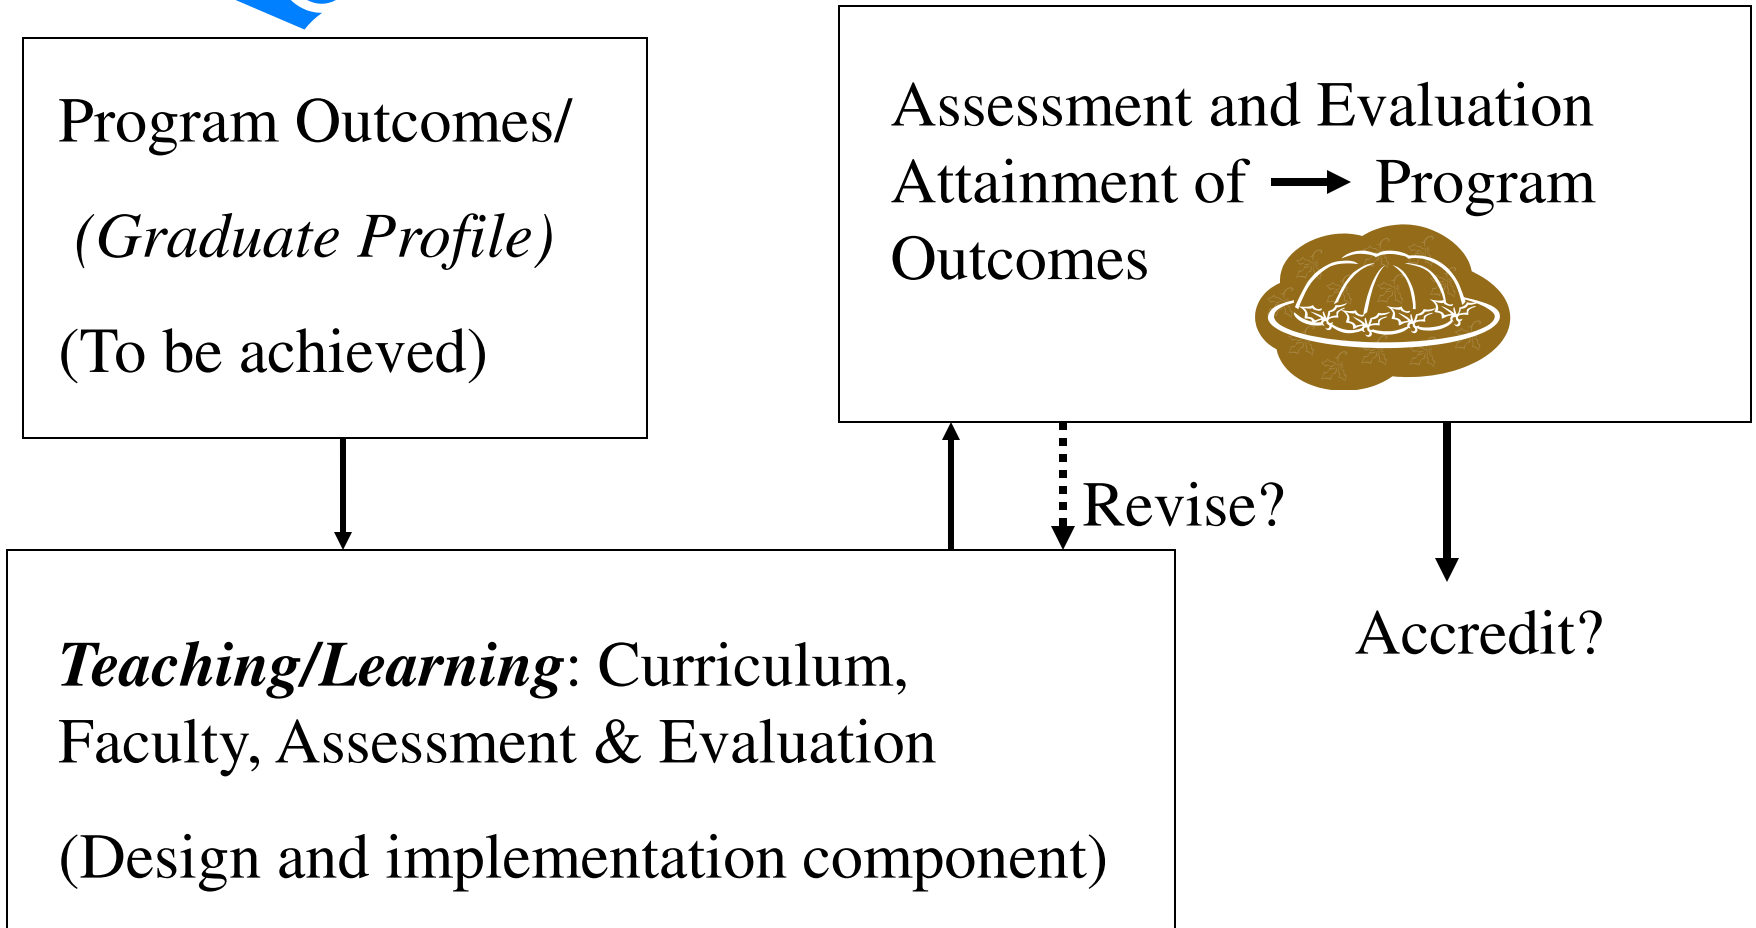 Program Outcomes/
(Graduate Profile)
(To be achieved)
Assessment and Evaluation
Attainment of → Program
Outcomes
Revise?
Accredit?
Teaching/Learning: Curriculum,
Faculty, Assessment & Evaluation
(Design and implementation component)